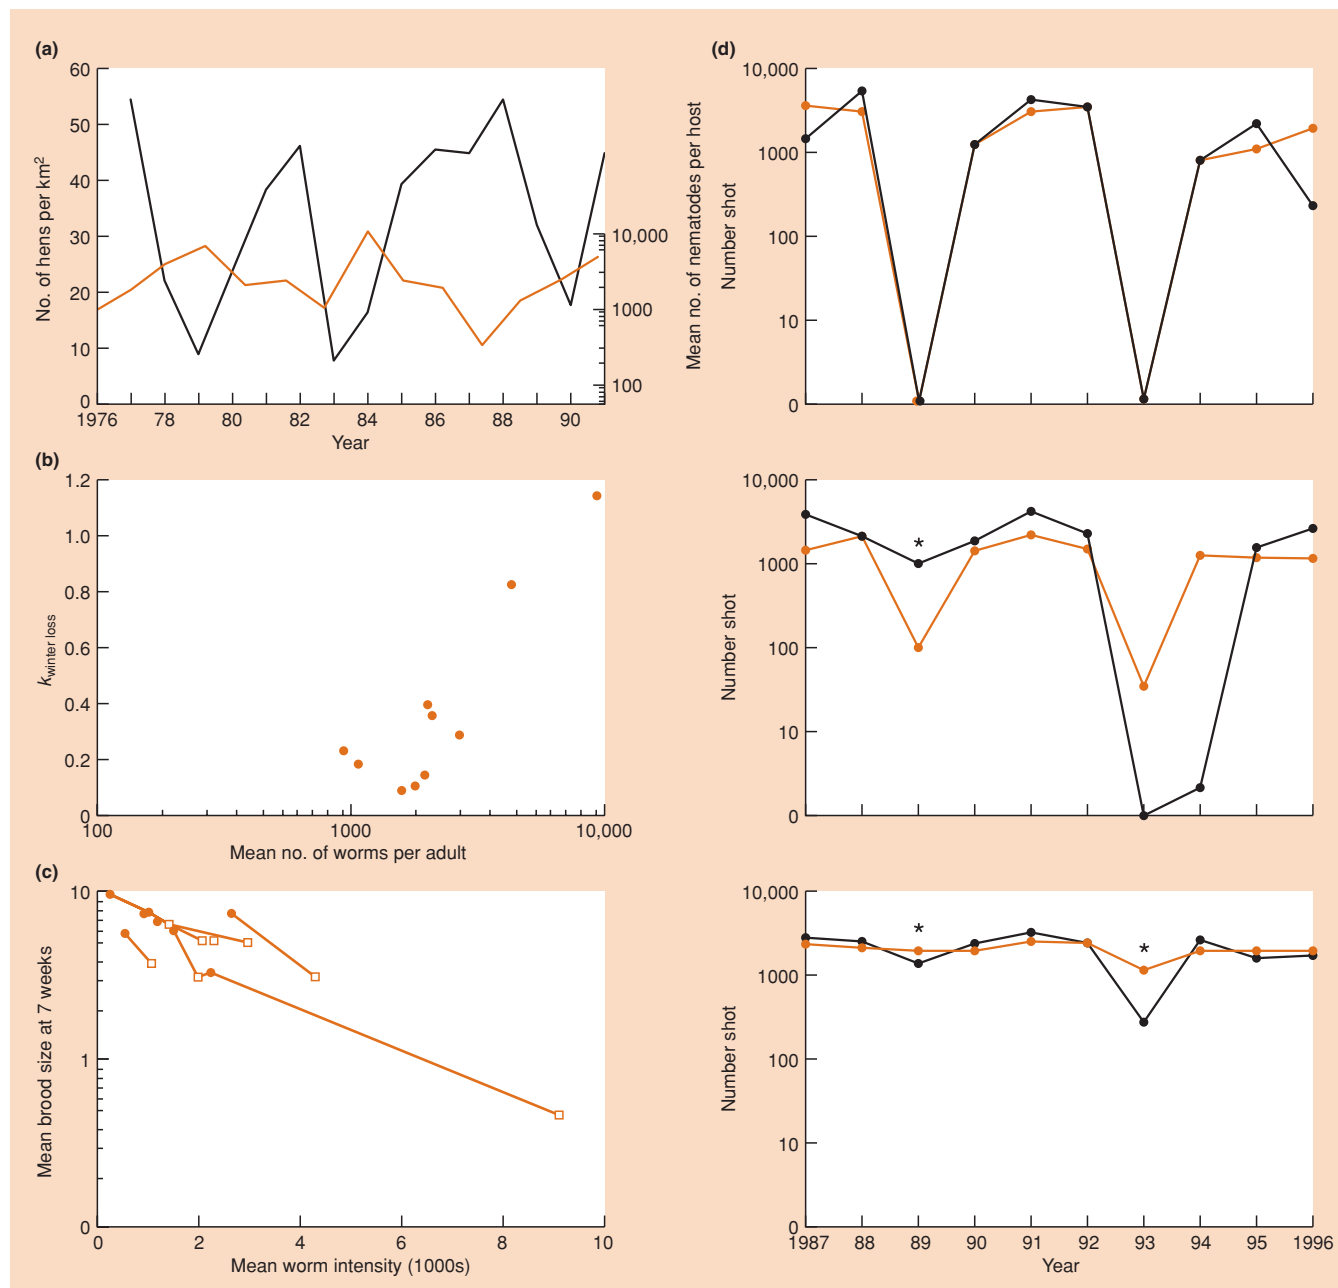 (a)
60
50
40
30
20
10
0
No. of hens per km²
10,000
1000
100
Mean no. of nematodes per host
1976 78 80 82 84 86 88 90
Year
(b)
1.2
1.0
0.8
0.6
0.4
0.2
0
k winter loss
100 1000 10,000
Mean no. of worms per adult
(c)
10
1
0
Mean brood size at 7 weeks
0 2 4 6 8 10
Mean worm intensity (1000s)
(d)
10,000
1000
100
10
0
Number shot
10,000
1000
100
10
0
Number shot
*
10,000
1000
100
10
0
Number shot
* *
1987 88 89 90 91 92 93 94 95 1996
Year